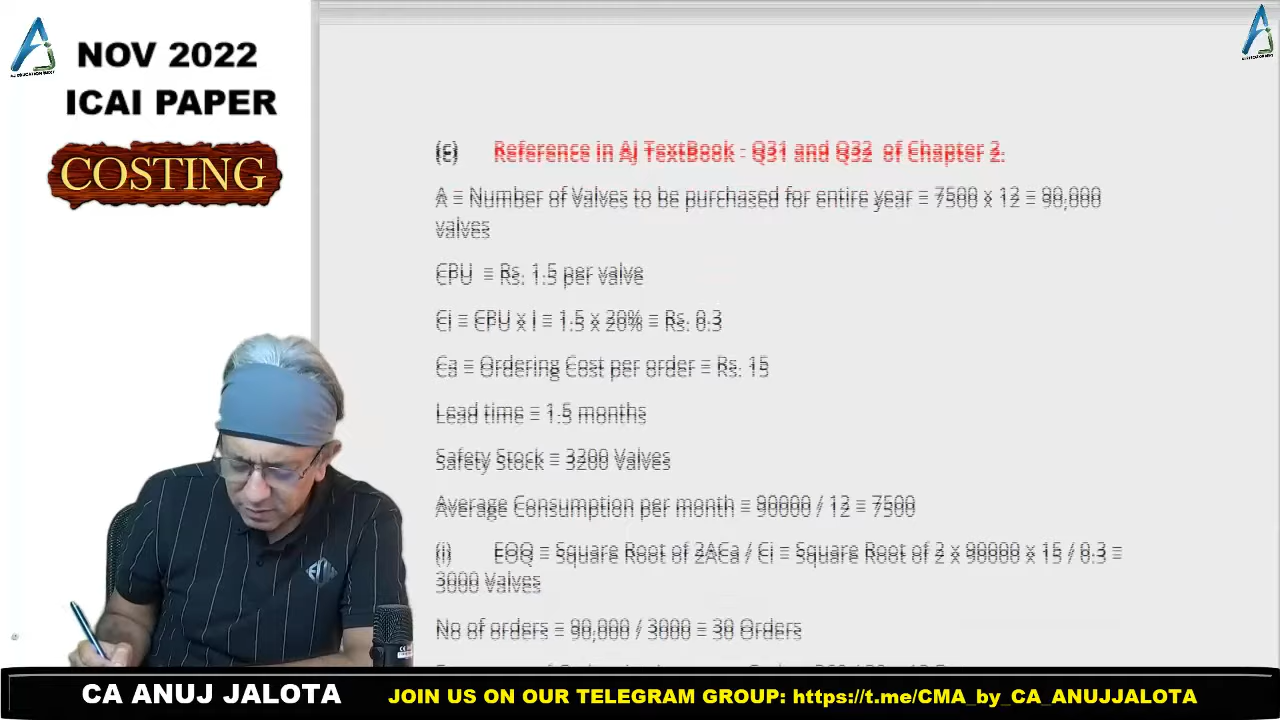 NOV 2022
ICAI PAPER
COSTING
(c) Reference in AJ TextBook - Q31 and Q32 of Chapter 2.
A = Number of Valves to be purchased for entire year = 7500 x 12 = 90,000
valves
CPU = Rs. 1.5 per valve
Ci = CPU x I = 1.5 x 20% = Rs. 0.3
Ca = Ordering Cost per order = Rs. 15
Lead time = 1.5 months
Safety Stock = 3200 Valves
Average Consumption per month = 90000 / 12 = 7500
(i) EOQ = Square Root of 2ACa / Ci = Square Root of 2 x 90000 x 15 / 0.3 =
3000 Valves
No of orders = 90,000 / 3000 = 30 Orders
CA ANUJ JALOTA
JOIN US ON OUR TELEGRAM GROUP: https://t.me/CMA_by_CA_ANUJJALOTA